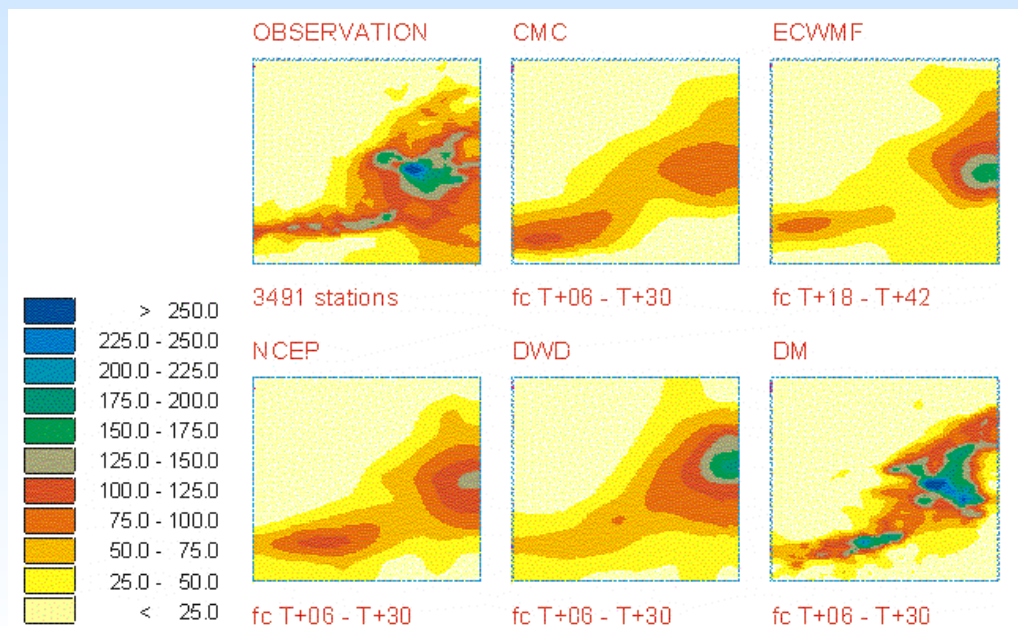 OBSERVATION
CMC
ECWMF
3491 stations
fc T+06 - T+30
fc T+18 - T+42
NCEP
DWD
DM
fc T+06 - T+30
fc T+06 - T+30
fc T+06 - T+30
> 250.0
225.0 - 250.0
200.0 - 225.0
175.0 - 200.0
150.0 - 175.0
125.0 - 150.0
100.0 - 125.0
75.0 - 100.0
50.0 - 75.0
25.0 - 50.0
< 25.0